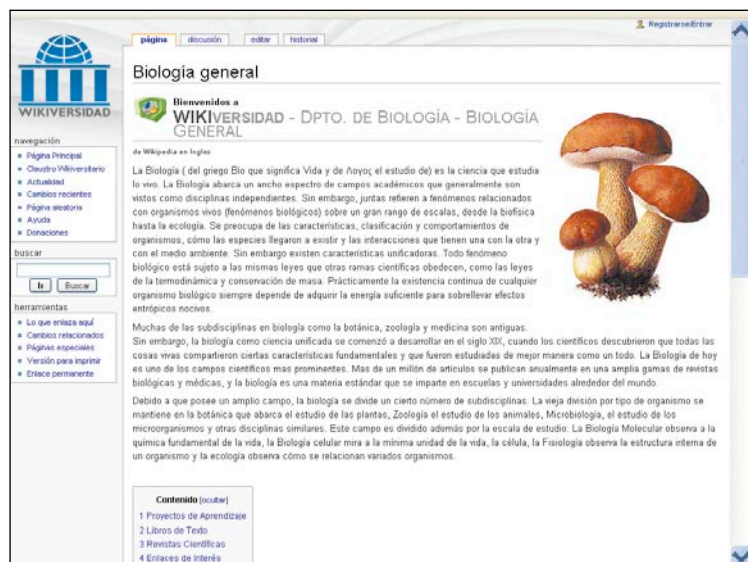 Registrarse/Entrar
página discusión editar historial
WIKIVERSIDAD
Biología general
Bienvenidos a
WIKIVERSIDAD - DPTO. DE BIOLOGÍA - BIOLOGÍA
GENERAL
de Wikipedia en Ingles
navegación
Página Principal
Claustro Wikiversitario
Actualidad
Cambios recientes
Página aleatoria
Ayuda
Donaciones
buscar
Ir Buscar
herramientas
Lo que enlaza aquí
Cambios relacionados
Páginas especiales
Versión para imprimir
Enlace permanente
La Biología ( del griego Bio que significa Vida y de Λογος el estudio de) es la ciencia que estudia
lo vivo. La Biología abarca un ancho espectro de campos académicos que generalmente son
vistos como disciplinas independientes. Sin embargo, juntas refieren a fenómenos relacionados
con organismos vivos (fenómenos biológicos) sobre un gran rango de escalas, desde la biofísica
hasta la ecología. Se preocupa de las características, clasificación y comportamientos de
organismos, cómo las especies llegaron a existir y las interacciones que tienen una con la otra y
con el medio ambiente. Sin embargo existen características unificadoras. Todo fenómeno
biológico está sujeto a las mismas leyes que otras ramas científicas obedecen, como las leyes
de la termodinámica y conservación de masa. Prácticamente la existencia continua de cualquier
organismo biológico siempre depende de adquirir la energía suficiente para sobrellevar efectos
entrópicos nocivos.
Muchas de las subdisciplinas en biología como la botánica, zoología y medicina son antiguas.
Sin embargo, la biología como ciencia unificada se comenzó a desarrollar en el siglo XIX, cuando los científicos descubrieron que todas las
cosas vivas compartieron ciertas características fundamentales y que fueron estudiadas de mejor manera como un todo. La Biología de hoy
es uno de los campos científicos mas prominentes. Mas de un millón de artículos se publican anualmente en una amplia gamas de revistas
biológicas y médicas, y la biología es una materia estándar que se imparte en escuelas y universidades alrededor del mundo.
Debido a que posee un amplio campo, la biología se divide un cierto número de subdisciplinas. La vieja división por tipo de organismo se
mantiene en la botánica que abarca el estudio de las plantas, Zoología el estudio de los animales, Microbiología, el estudio de los
microorganismos y otras disciplinas similares. Este campo es dividido además por la escala de estudio: La Biología Molecular observa a la
química fundamental de la vida, la Biología celular mira a la mínima unidad de la vida, la célula, la Fisiología observa la estructura interna de
un organismo y la ecología observa cómo se relacionan variados organismos.
Contenido [ocultar]
1 Proyectos de Aprendizaje
2 Libros de Texto
3 Revistas Científicas
4 Enlaces de Interés